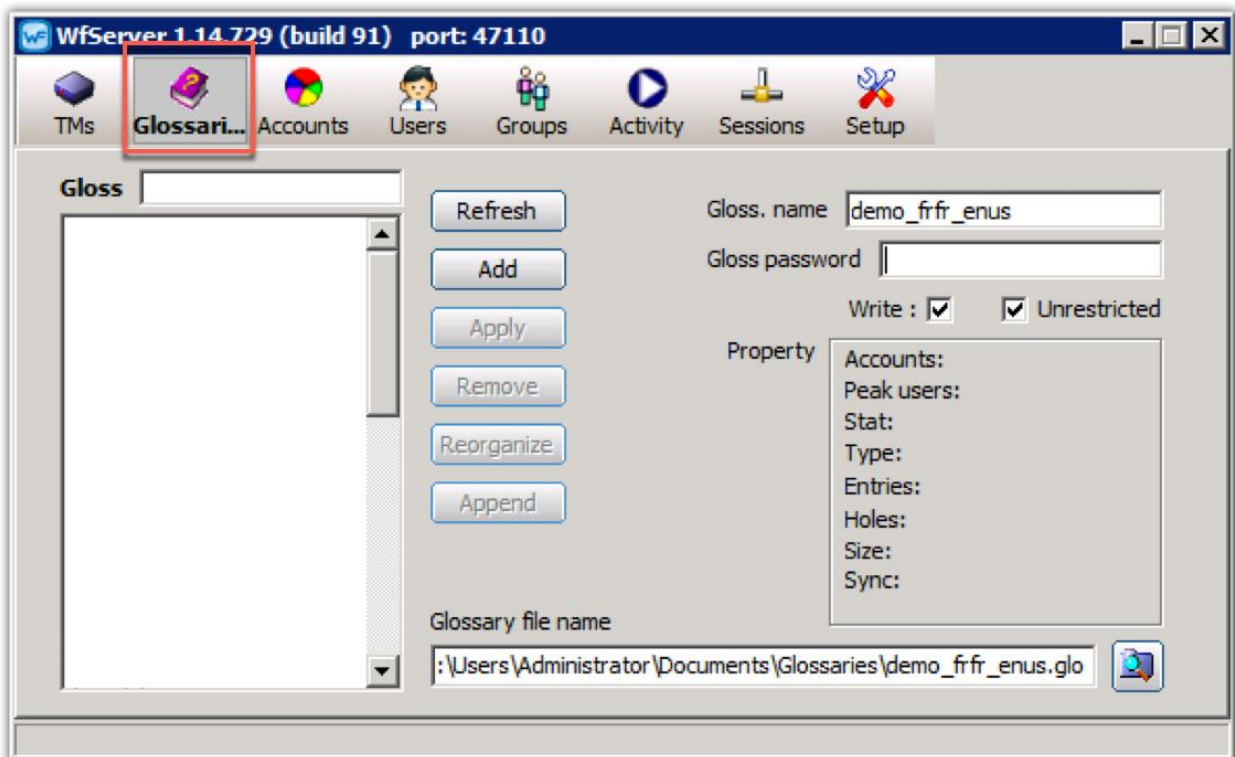 WfServer 1.14.729 (build 91) port: 47110
TMs Glossari... Accounts Users Groups Activity Sessions Setup
Gloss
Refresh
Add
Apply
Remove
Reorganize
Append
Gloss. name demo_frfr_enus
Gloss password
Write : Unrestricted
Property
Accounts:
Peak users:
Stat:
Type:
Entries:
Holes:
Size:
Sync:
Glossary file name
:\Users\Administrator\Documents\Glossaries\demo_frfr_enus.glo